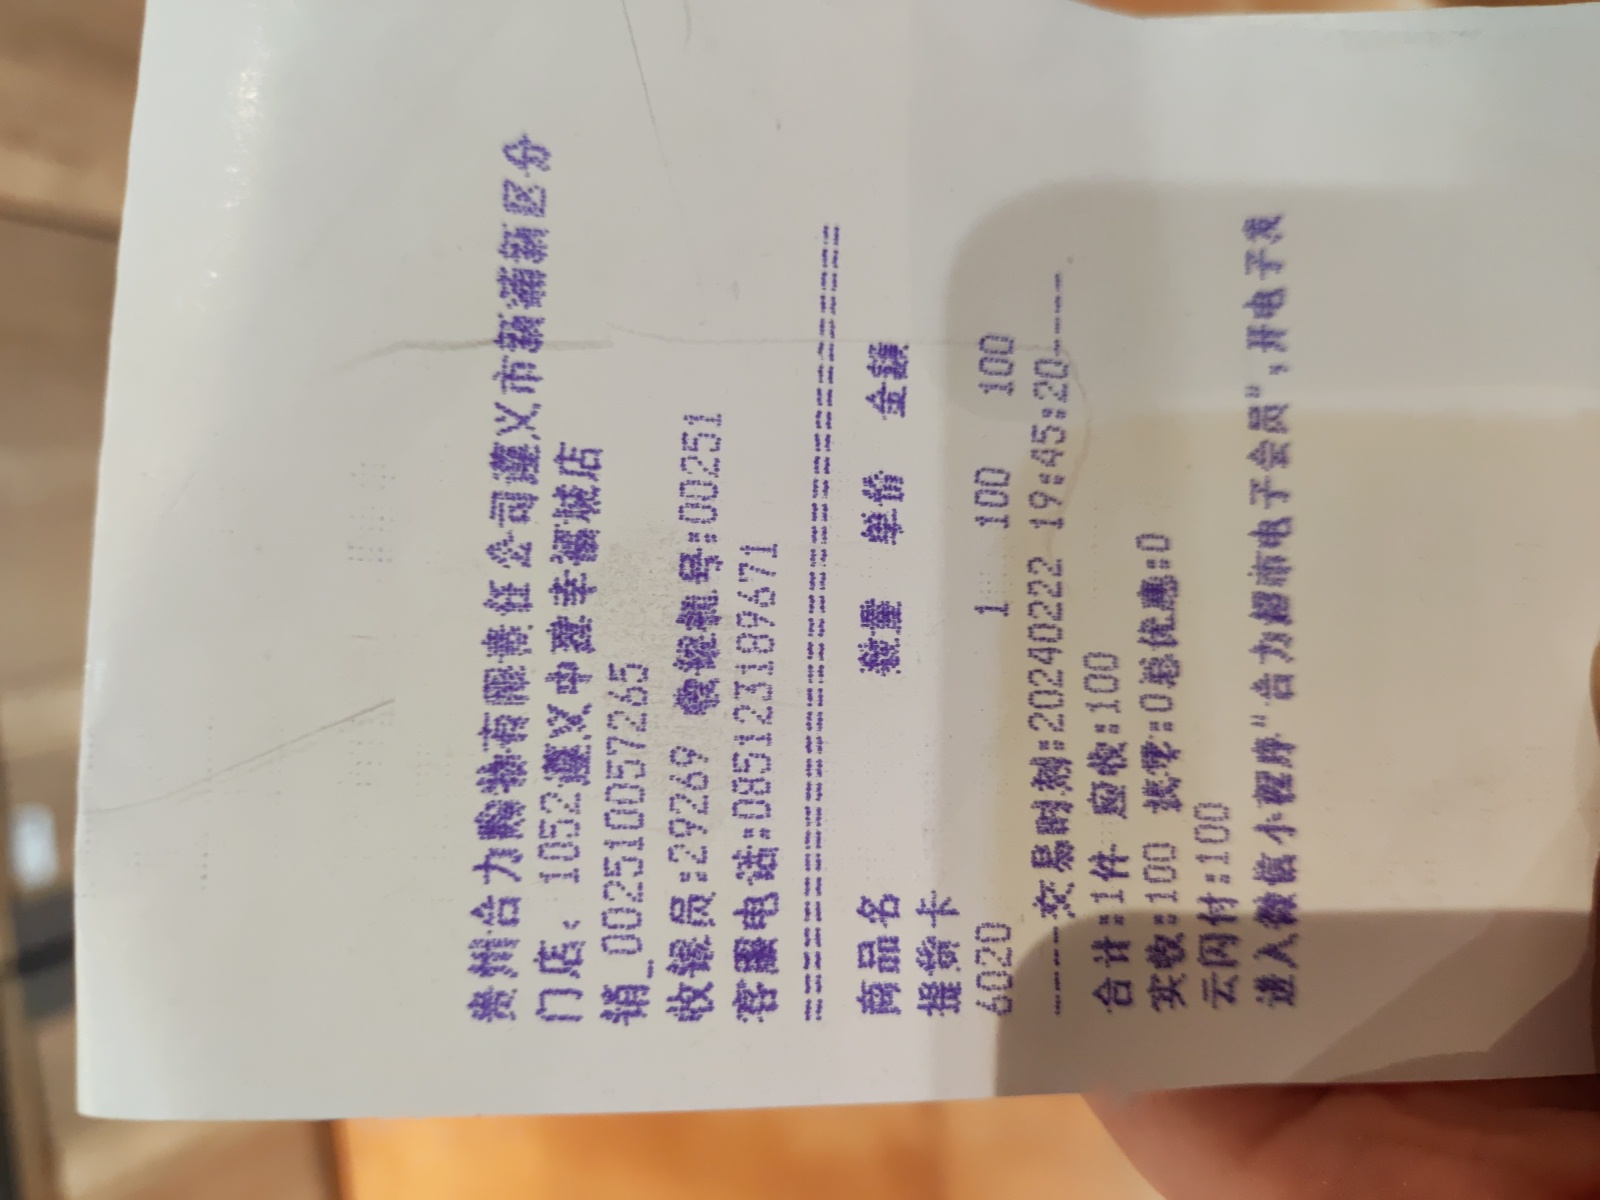 贵州合力购物有限责任公司遵义市新蒲新区分
门店: 1052遵义中建幸福城店
销_00251005726​5
收银员:29269 收银机号:00251
客服电话:085123189671
==============================
商品名 数量 单价 金额
提货卡
6020 1 100 100
----交易时刻:20240222 19:45:20----
合计:1件 应收:100
实收:100 找零:0总优惠:0
云闪付:100
进入微信小程序"合力超市电子会员",开电子发